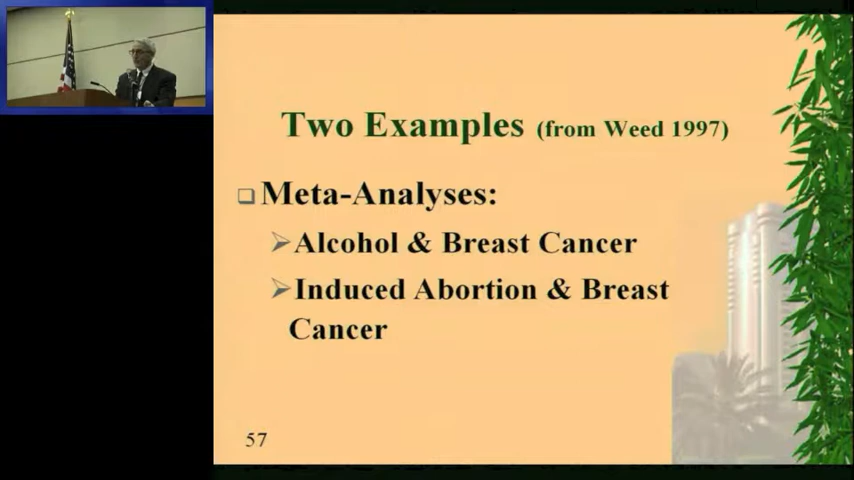 Two Examples (from Weed 1997)
Meta-Analyses:
Alcohol & Breast Cancer
Induced Abortion & Breast
Cancer
57